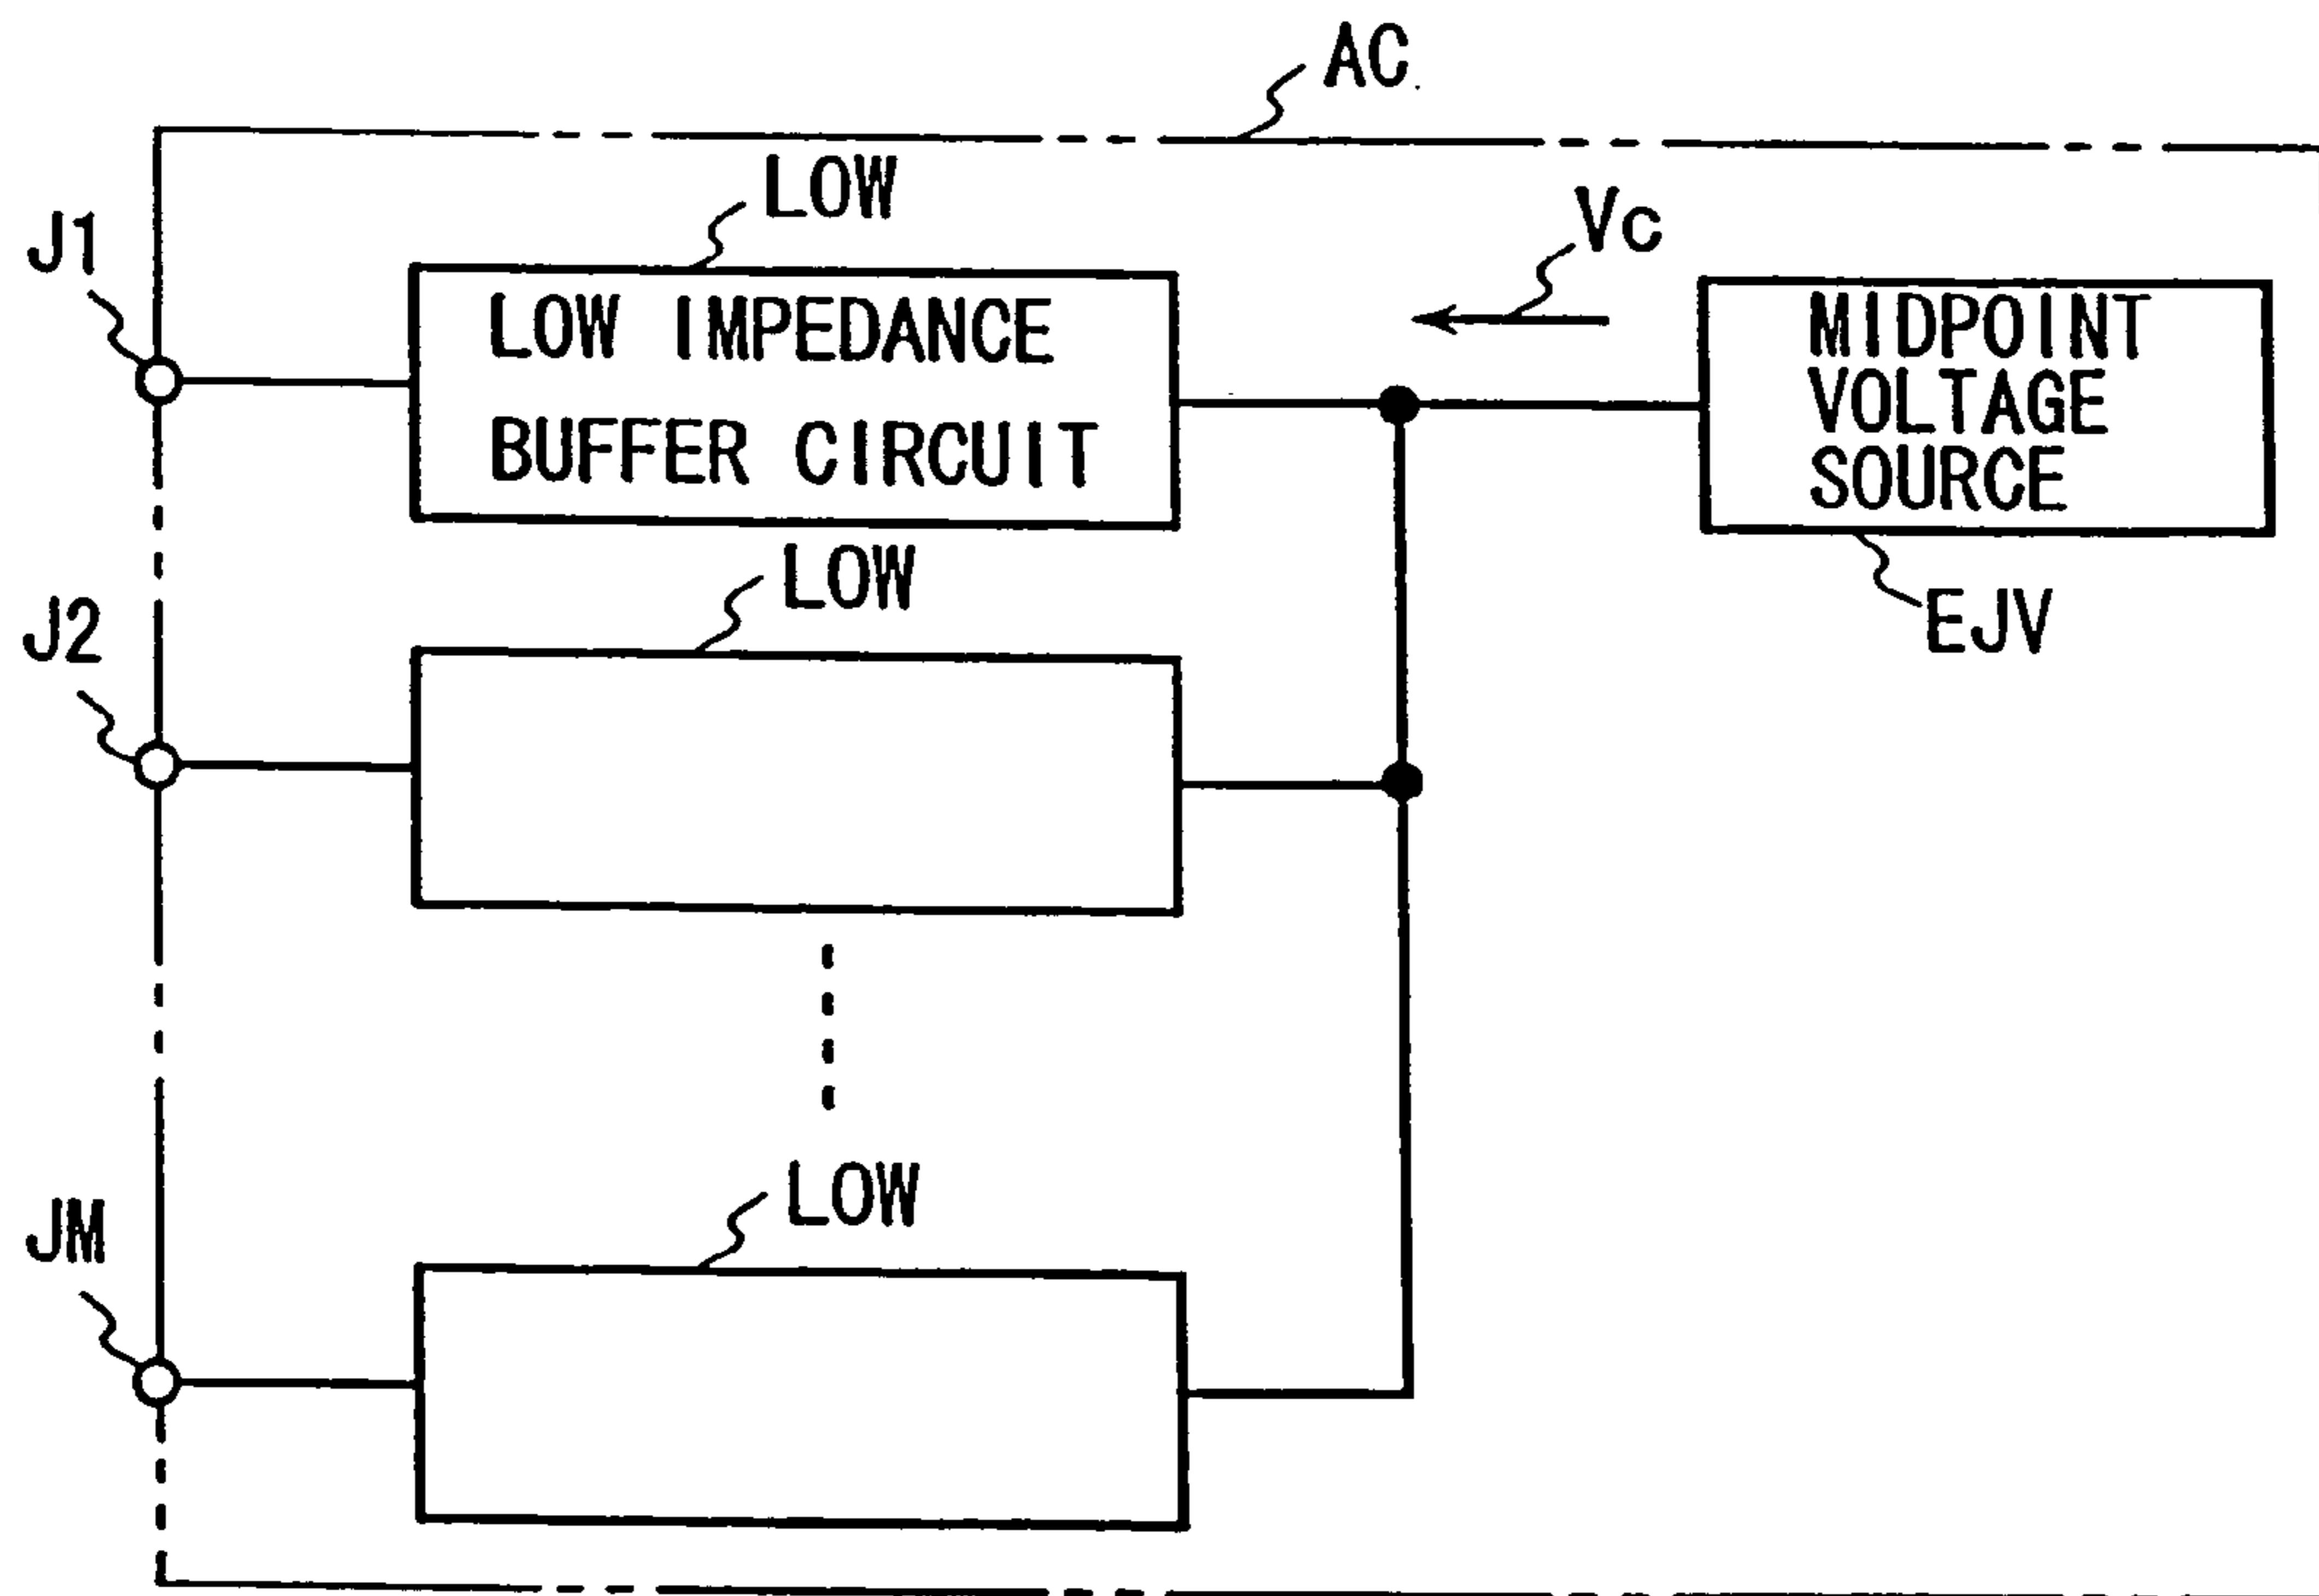 AC
LOW
VC
J1
LOW IMPEDANCE
BUFFER CIRCUIT
MIDPOINT
VOLTAGE
SOURCE
LOW
EJV
J2
LOW
JM